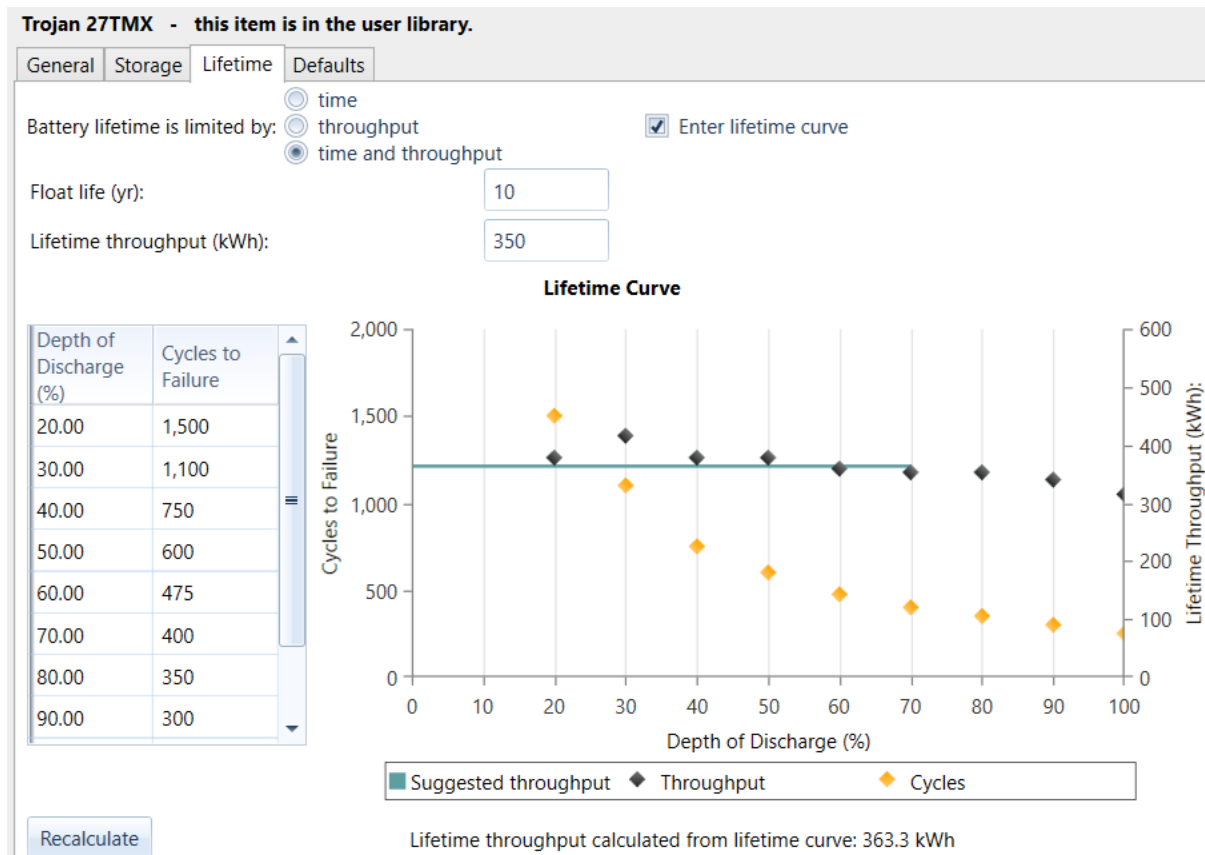 Trojan 27TMX - this item is in the user library.
General Storage Lifetime Defaults
time
Battery lifetime is limited by: throughput
Enter lifetime curve
time and throughput
Float life (yr): 10
Lifetime throughput (kWh): 350
Lifetime Curve
Depth of Discharge (%) Cycles to Failure
20.00 1,500
30.00 1,100
40.00 750
50.00 600
60.00 475
70.00 400
80.00 350
90.00 300
Cycles to Failure
2,000
1,500
1,000
500
0
600
500
400
300
200
100
0
Lifetime Throughput (kWh):
0 10 20 30 40 50 60 70 80 90 100
Depth of Discharge (%)
Suggested throughput Throughput Cycles
Recalculate
Lifetime throughput calculated from lifetime curve: 363.3 kWh